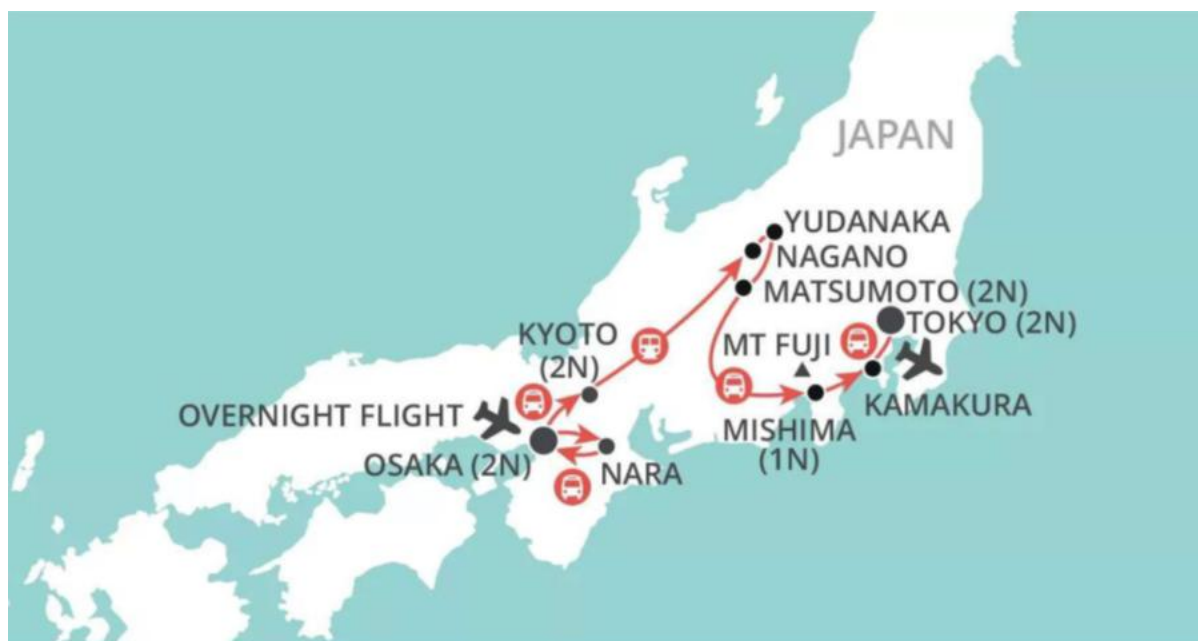 JAPAN
YUDANAKA
NAGANO
MATSUMOTO (2N)
TOKYO (2N)
KYOTO
(2N)
MT FUJI
OVERNIGHT FLIGHT
KAMAKURA
MISHIMA
(1N)
OSAKA (2N)
NARA